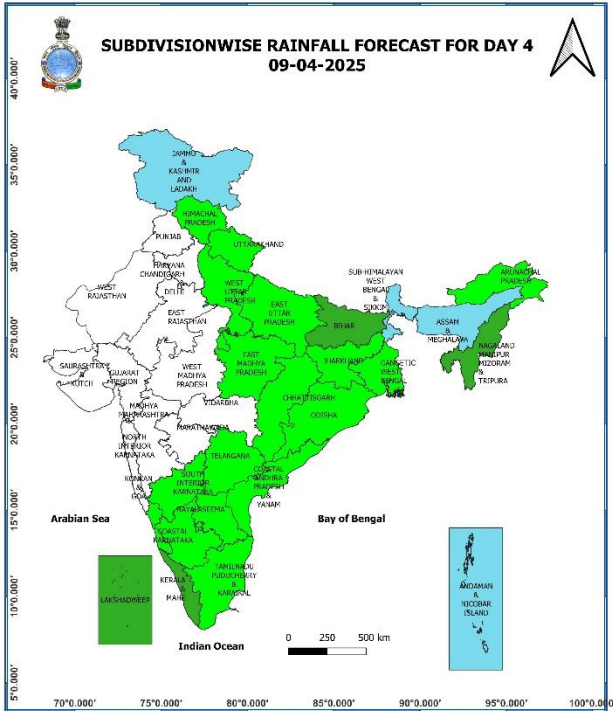 SUBDIVISIONWISE RAINFALL FORECAST FOR DAY 4
09-04-2025
40°0.000'
35°0.000'
30°0.000'
25°0.000'
20°0.000'
15°0.000'
10°0.000'
5°0.000'
JAMMU
&
KASHMIR
AND
LADAKH
HIMACHAL
PRADESH
PUNJAB
UTTARAKHAND
HARYANA
CHANDIGARH
&
DELHI
WEST
RAJASTHAN
WEST
UTTAR
PRADESH
EAST
RAJASTHAN
EAST
UTTAR
PRADESH
SUB-HIMALAYAN
WEST
BENGAL
&
SIKKIM
ARUNACHAL
PRADESH
BIHAR
ASSAM
&
MEGHALAYA
NAGALAND
MANIPUR
MIZORAM
&
TRIPURA
SAURASHTRA
&
KUTCH
GUJARAT
REGION
WEST
MADHYA
PRADESH
EAST
MADHYA
PRADESH
JHARKHAND
GANGETIC
WEST
BENGAL
CHHATTISGARH
ODISHA
MADHYA
MAHARASHTRA
VIDARBHA
MARATHAWADA
NORTH
INTERIOR
KARNATAKA
TELANGANA
KONKAN
&
GOA
SOUTH
INTERIOR
KARNATAKA
COASTAL
ANDHRA
PRADESH
&
YANAM
RAYALASEEMA
COASTAL
KARNATAKA
Arabian Sea
Bay of Bengal
TAMILNADU
PUDUCHERRY
&
KARAIKAL
KERALA
&
MAHE
LAKSHADWEEP
ANDAMAN
&
NICOBAR
ISLAND
Indian Ocean
0 250 500 km
70°0.000' 75°0.000' 80°0.000' 85°0.000' 90°0.000' 95°0.000' 100°0.000'